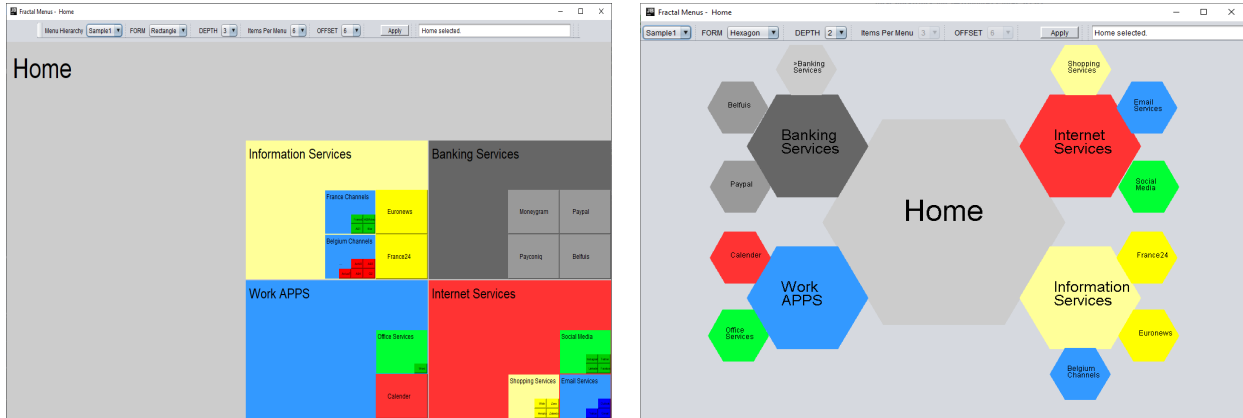 Fractal Menus - Home
Menu Hierarchy Sample1 FORM Rectangle DEPTH 3 Items Per Menu 6 OFFSET 6 Apply Home selected.
Home
Information Services
Banking Services
France Channels
Euronews
Moneygram
Paypal
Belgium Channels
France24
Payconiq
Belfuis
Work APPS
Internet Services
Office Services
Social Media
Calender
Shopping Services
Email Services
Fractal Menus - Home
Sample1 FORM Hexagon DEPTH 2 Items Per Menu 3 OFFSET 6 Apply Home selected.
>Banking
Services
Shopping
Services
Belfuis
Email
Services
Banking
Services
Internet
Services
Paypal
Social
Media
Home
Calender
France24
Work
APPS
Information
Services
Office
Services
Euronews
Belgium
Channels